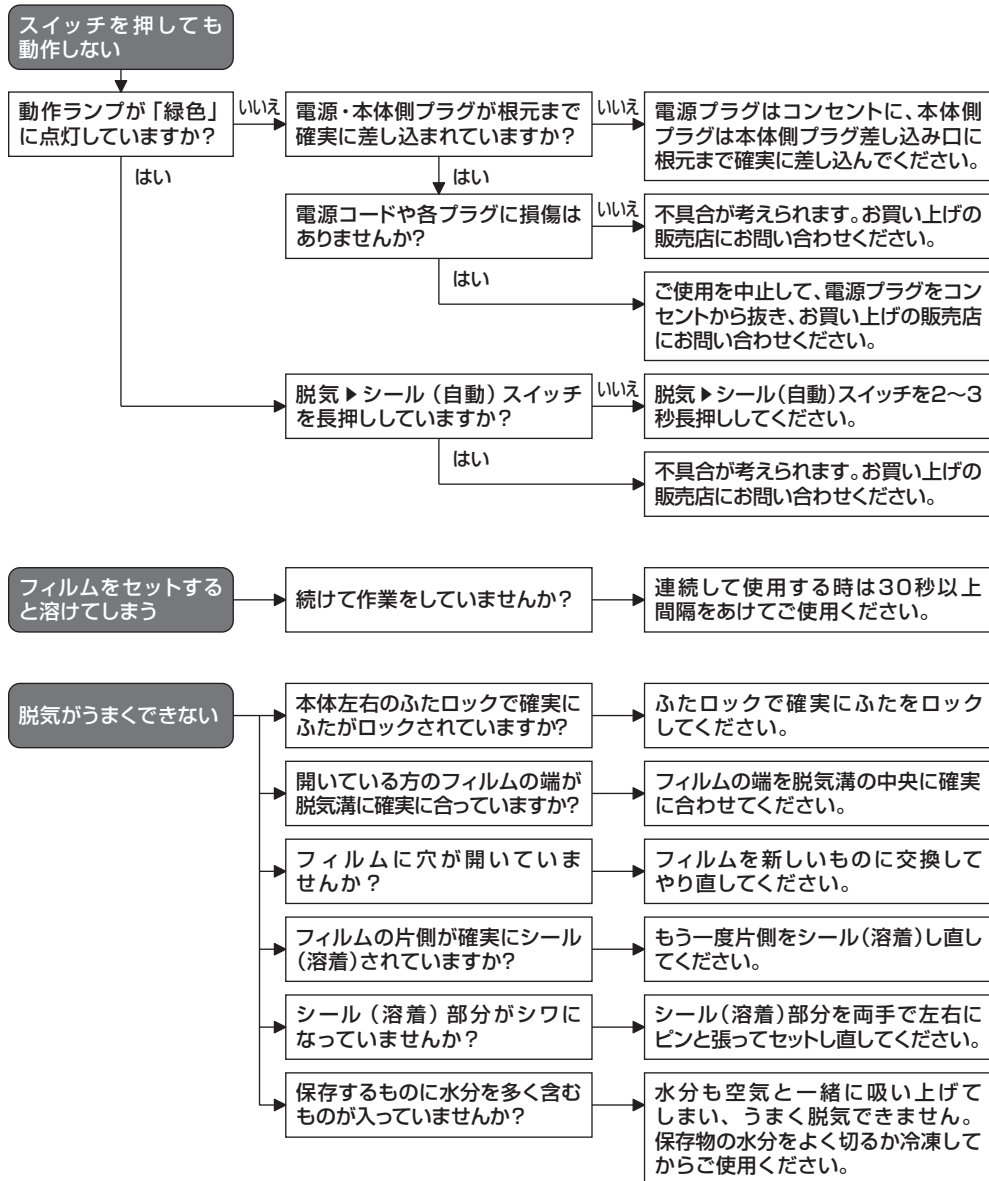 スイッチを押しても
動作しない
動作ランプが「緑色」
に点灯していますか?
いいえ
電源・本体側プラグが根元まで
確実に差し込まれていますか?
いいえ
電源プラグはコンセントに、本体側
プラグは本体側プラグ差し込み口に
根元まで確実に差し込んでください。
はい
はい
電源コードや各プラグに損傷は
ありませんか?
いいえ
不具合が考えられます。お買い上げの
販売店にお問い合わせください。
はい
ご使用を中止して、電源プラグをコン
セントから抜き、お買い上げの販売店
にお問い合わせください。
脱気▶シール(自動)スイッチ
を長押ししていますか?
いいえ
脱気▶シール(自動)スイッチを2〜3
秒長押ししてください。
はい
不具合が考えられます。お買い上げの
販売店にお問い合わせください。
フィルムをセットする
と溶けてしまう
続けて作業をしていませんか?
連続して使用する時は30秒以上
間隔をあけてご使用ください。
脱気がうまくできない
本体左右のふたロックで確実に
ふたがロックされていますか?
ふたロックで確実にふたをロック
してください。
開いている方のフィルムの端が
脱気溝に確実に合っていますか?
フィルムの端を脱気溝の中央に確実
に合わせてください。
フィルムに穴が開いていま
せんか?
フィルムを新しいものに交換して
やり直してください。
フィルムの片側が確実にシール
(溶着)されていますか?
もう一度片側をシール(溶着)し直し
てください。
シール(溶着)部分がシワに
なっていませんか?
シール(溶着)部分を両手で左右に
ピンと張ってセットし直してください。
保存するものに水分を多く含む
ものが入っていませんか?
水分も空気と一緒に吸い上げて
しまい、うまく脱気できません。
保存物の水分をよく切るか冷凍して
からご使用ください。